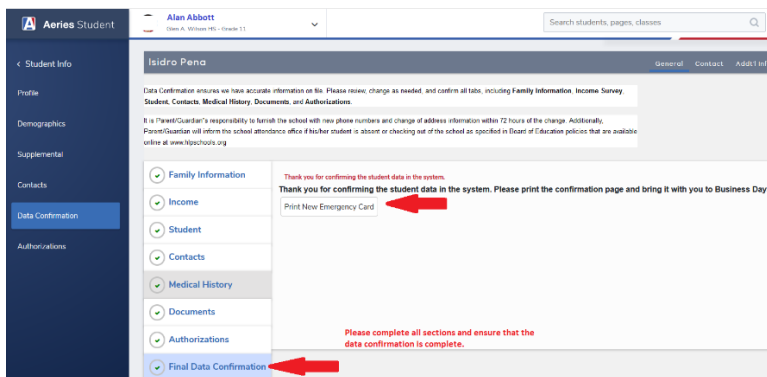 Aeries Student
Alan Abbott
Glen A. Wilson HS - Grade 11
Search students, pages, classes
< Student Info
Isidro Pena
General Contact Addt'l Inf
Profile
Demographics
Supplemental
Contacts
Data Confirmation
Authorizations
Data Confirmation ensures we have accurate information on file. Please review, change as needed, and confirm all tabs, including Family Information, Income Survey,
Student, Contacts, Medical History, Documents, and Authorizations.
It is Parent/Guardian's responsibility to furnish the school with new phone numbers and change of address information within 72 hours of the change. Additionally,
Parent/Guardian will inform the school attendance office if his/her student is absent or checking out of the school as specified in Board of Education policies that are available
online at www.hlpschools.org
Family Information
Income
Student
Contacts
Medical History
Documents
Authorizations
Final Data Confirmation
Thank you for confirming the student data in the system.
Thank you for confirming the student data in the system. Please print the confirmation page and bring it with you to Business Day
Print New Emergency Card
Please complete all sections and ensure that the
data confirmation is complete.